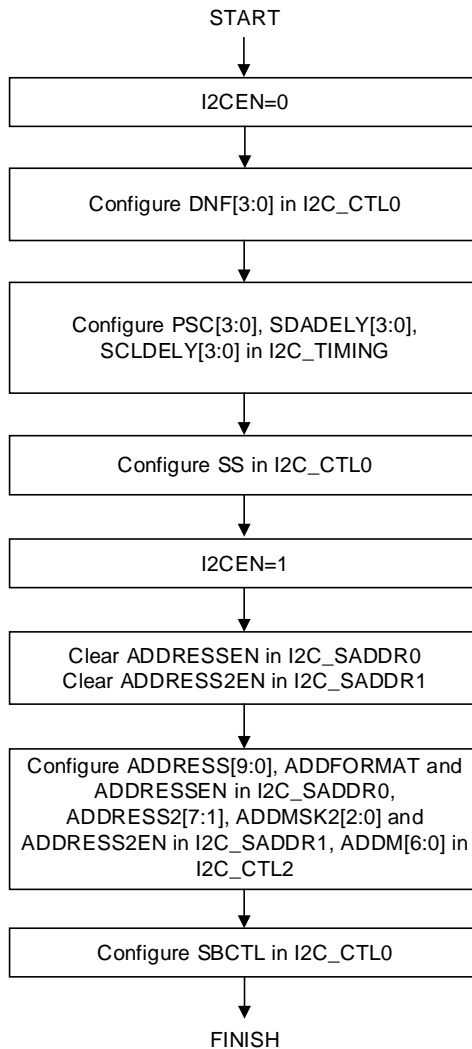 START
I2CEN=0
Configure DNF[3:0] in I2C_CTL0
Configure PSC[3:0], SDADELY[3:0],
SCLDELY[3:0] in I2C_TIMING
Configure SS in I2C_CTL0
I2CEN=1
Clear ADDRESSEN in I2C_SADDR0
Clear ADDRESS2EN in I2C_SADDR1
Configure ADDRESS[9:0], ADDFORMAT and
ADDRESSEN in I2C_SADDR0,
ADDRESS2[7:1], ADDMSK2[2:0] and
ADDRESS2EN in I2C_SADDR1, ADDM[6:0] in
I2C_CTL2
Configure SBCTL in I2C_CTL0
FINISH